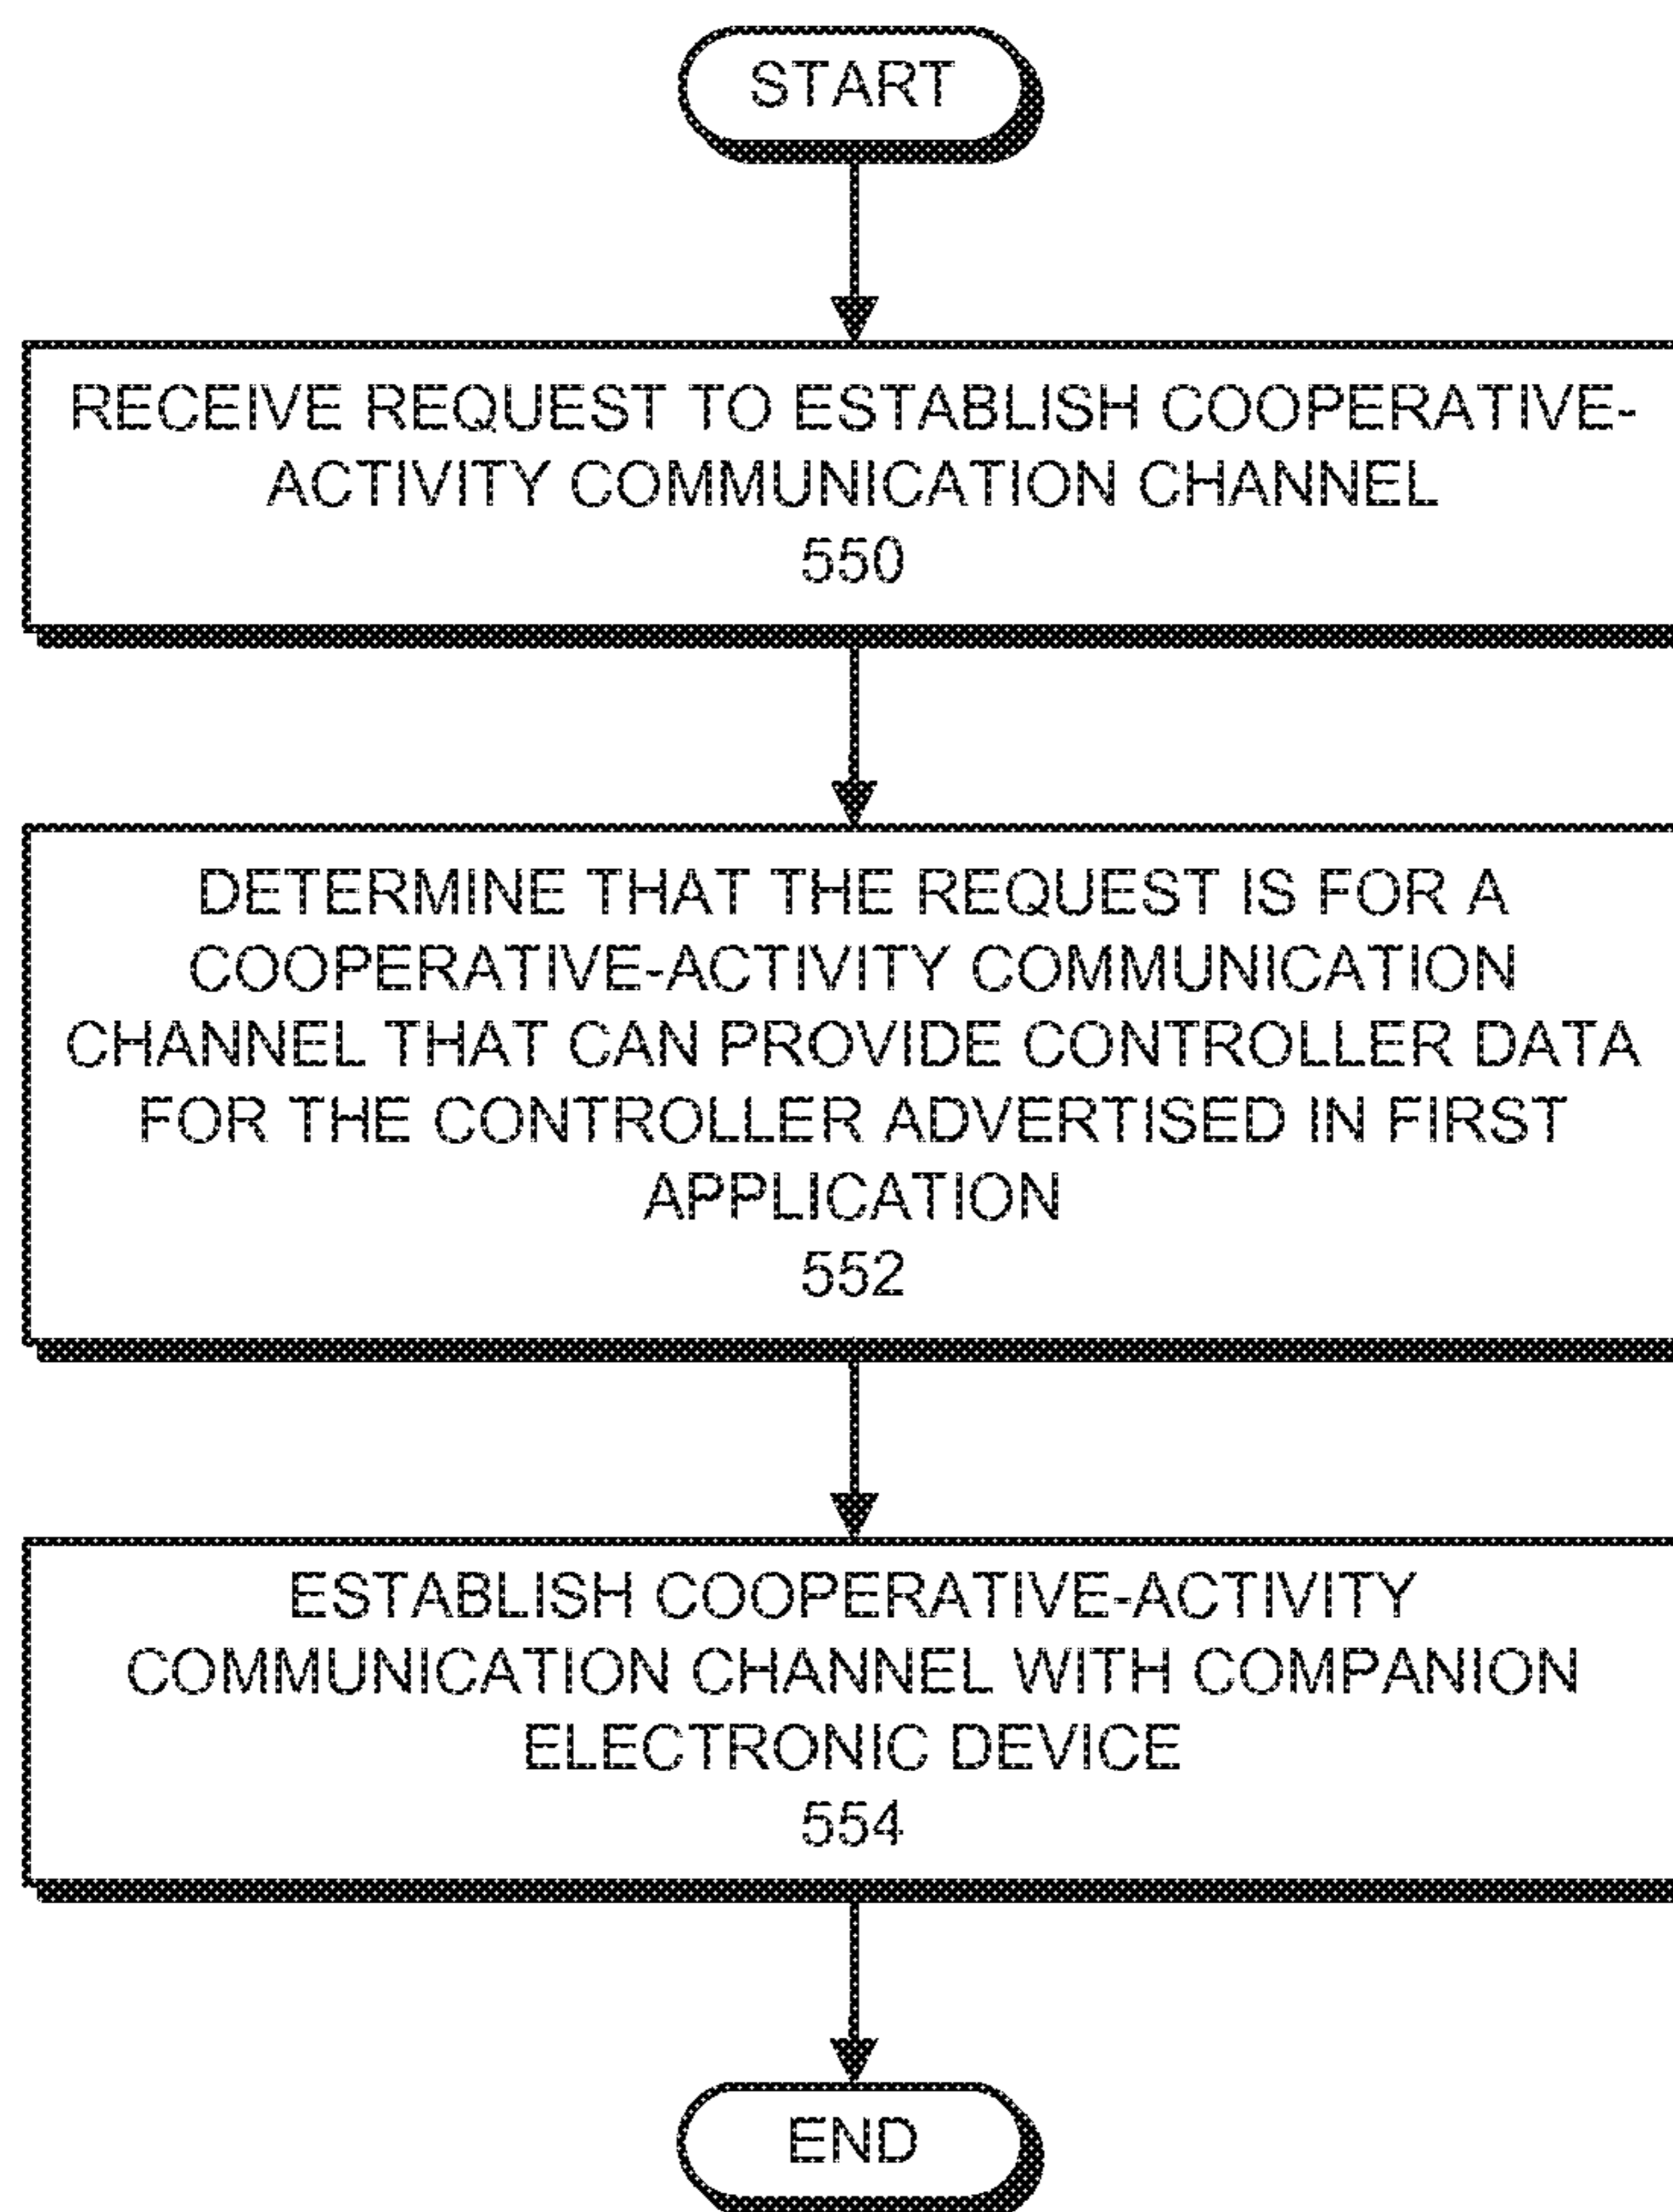 START
RECEIVE REQUEST TO ESTABLISH COOPERATIVE-
ACTIVITY COMMUNICATION CHANNEL
550
DETERMINE THAT THE REQUEST IS FOR A
COOPERATIVE-ACTIVITY COMMUNICATION
CHANNEL THAT CAN PROVIDE CONTROLLER DATA
FOR THE CONTROLLER ADVERTISED IN FIRST
APPLICATION
552
ESTABLISH COOPERATIVE-ACTIVITY
COMMUNICATION CHANNEL WITH COMPANION
ELECTRONIC DEVICE
554
END